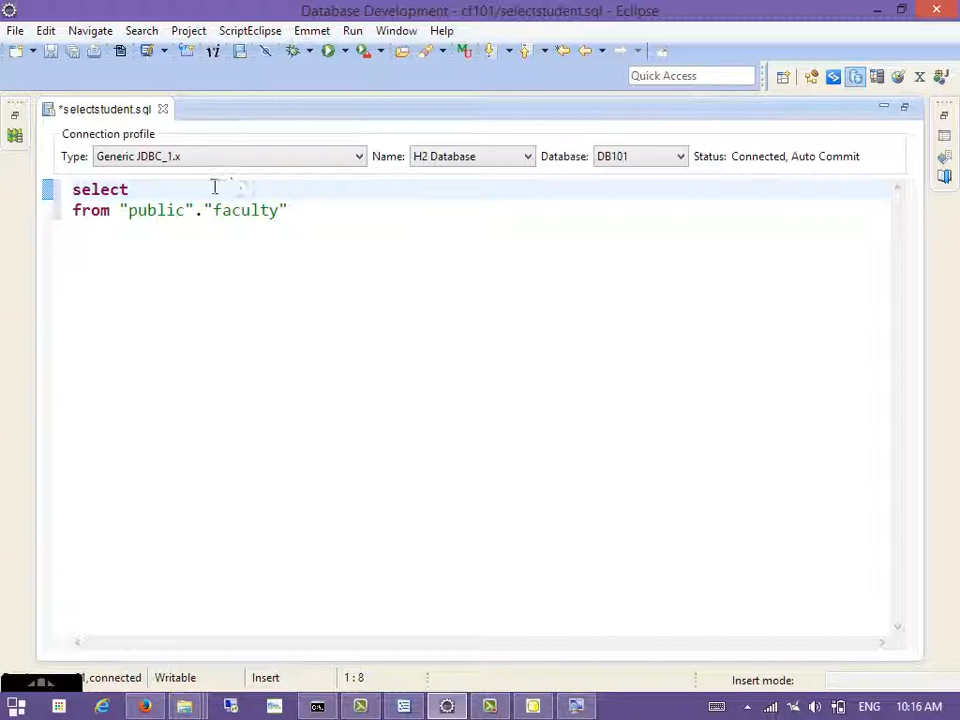 Database Development - cf101/selectstudent.sql - Eclipse
File Edit Navigate Search Project ScriptEclipse Emmet Run Window Help
Quick Access
*selectstudent.sql
Connection profile
Type: Generic JDBC_1.x Name: H2 Database Database: DB101 Status: Connected, Auto Commit
select
from "public"."faculty"
1,connected Writable Insert 1 : 8 Insert mode:
ENG 10:16 AM